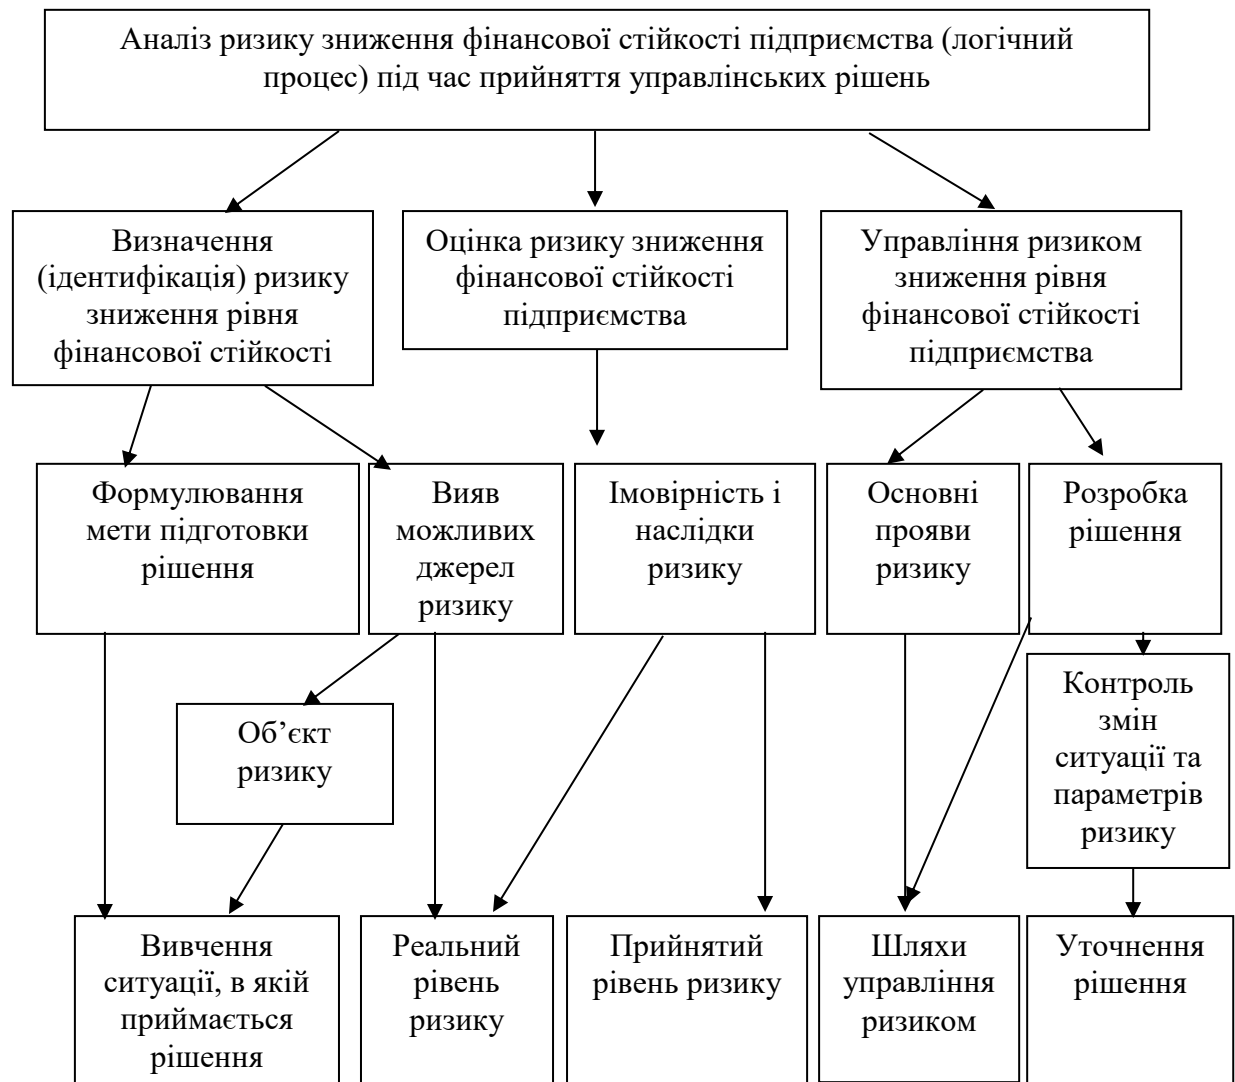 Аналіз ризику зниження фінансової стійкості підприємства (логічний
процес) під час прийняття управлінських рішень
Визначення
(ідентифікація) ризику
зниження рівня
фінансової стійкості
Оцінка ризику зниження
фінансової стійкості
підприємства
Управління ризиком
зниження рівня
фінансової стійкості
підприємства
Формулювання
мети підготовки
рішення
Вияв
можливих
джерел
ризику
Імовірність і
наслідки
ризику
Основні
прояви
ризику
Розробка
рішення
Об’єкт
ризику
Контроль
змін
ситуації та
параметрів
ризику
Вивчення
ситуації, в якій
приймається
рішення
Реальний
рівень
ризику
Прийнятий
рівень ризику
Шляхи
управління
ризиком
Уточнення
рішення